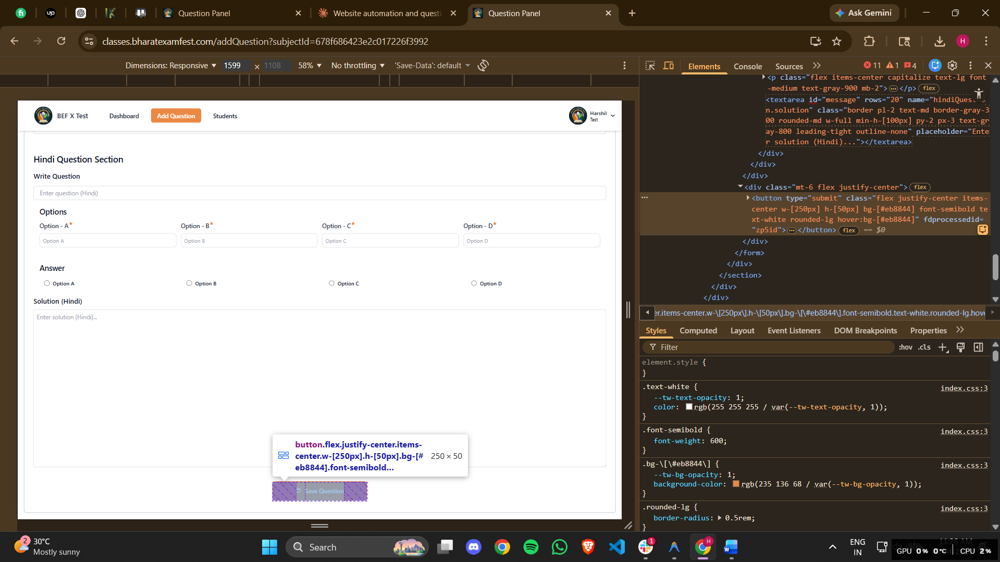 Question Panel
Website automation and questi
Question Panel
Ask Gemini
classes.bharatexamfest.com/addQuestion?subjectId=678f686423e2c017226f3992
H
Dimensions: Responsive 1599 × 1108 58% No throttling 'Save-Data': default
Elements Console Sources 11 1 4
BEF X Test
Dashboard
Add Question
Students
Harshil
Test
Hindi Question Section
Write Question
Enter question (Hindi)
Options
Option - A* Option - B* Option - C* Option - D*
Option A Option B Option C Option D
Answer
Option A Option B Option C Option D
Solution (Hindi)
Enter solution (Hindi)...
button.flex.justify-center.items-
center.w-[250px].h-[50px].bg-[#
eb8844].font-semibold...
250 × 50
Save Question
<p class="flex items-center capitalize text-lg font
-medium text-gray-900 mb-2">…</p> flex
<textarea id="message" rows="20" name="hindiQues
n.solution" class="border pl-2 text-md border-gray-3
00 rounded-md w-full min-h-[100px] py-2 px-3 text-gr
ay-800 leading-tight outline-none" placeholder="Ente
r solution (Hindi)..."></textarea>
</div>
</div>
</div>
<div class="mt-6 flex justify-center"> flex
<button type="submit" class="flex justify-center items-
center w-[250px] h-[50px] bg-[#eb8844] font-semibold te
xt-white rounded-lg hover:bg-[#eb8844]" fdprocessedid=
"zp5id">…</button> flex == $0
</div>
</form>
</div>
</section>
</div>
</div>
er.items-center.w-\[250px\].h-\[50px\].bg-\[\#eb8844\].font-semibold.text-white.rounded-lg.hove
Styles Computed Layout Event Listeners DOM Breakpoints Properties
Filter :hov .cls
element.style {
}
.text-white { index.css:3
--tw-text-opacity: 1;
color: rgb(255 255 255 / var(--tw-text-opacity, 1));
}
.font-semibold { index.css:3
font-weight: 600;
}
.bg-\[\#eb8844\] { index.css:3
--tw-bg-opacity: 1;
background-color: rgb(235 136 68 / var(--tw-bg-opacity, 1));
}
.rounded-lg { index.css:3
border-radius: 0.5rem;
}
2
30°C
Mostly sunny
Search
1
H
ENG
IN
11:26 AM
GPU 0% 0°C CPU 2%